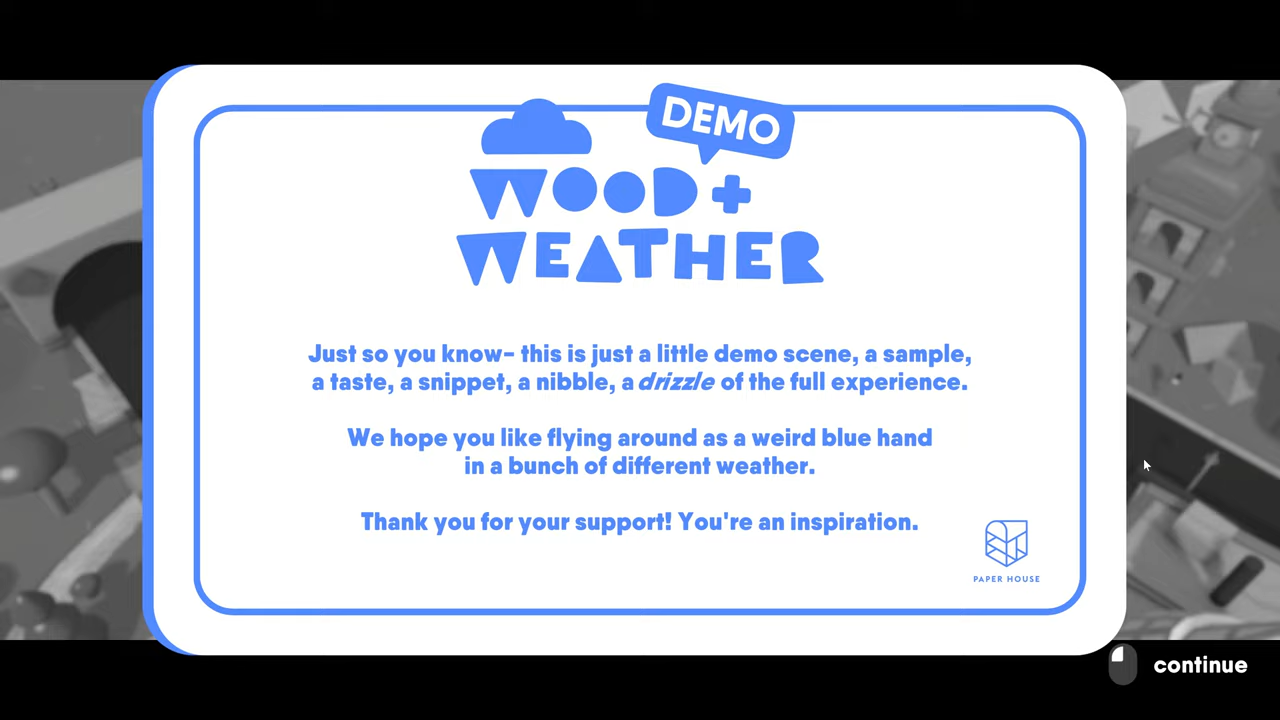 DEMO
WOOD +
WEATHER
Just so you know- this is just a little demo scene, a sample,
a taste, a snippet, a nibble, a drizzle of the full experience.
We hope you like flying around as a weird blue hand
in a bunch of different weather.
Thank you for your support! You're an inspiration.
PAPER HOUSE
continue